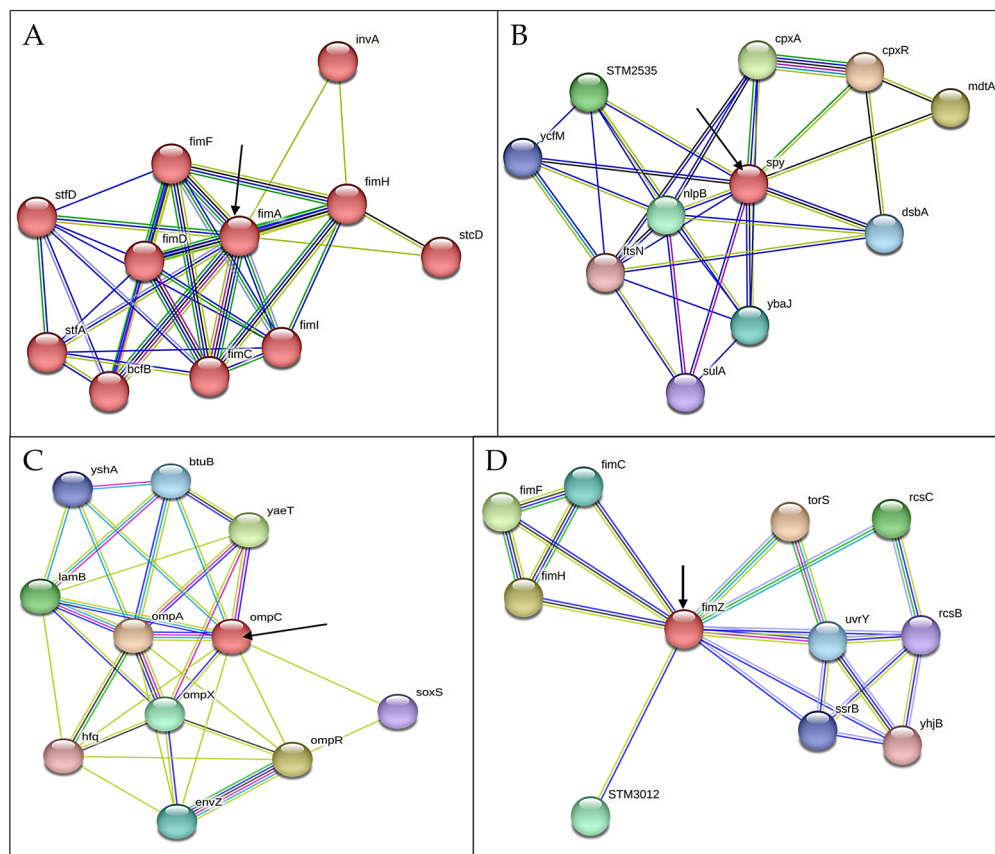 A
invA
fimF
fimH
stfD
fimA
fimD
stcD
stfA
fimI
fimC
bcfB
B
cpxA
cpxR
STM2535
mdtA
ycfM
spy
nlpB
dsbA
ftsN
ybaJ
sulA
C
yshA
btuB
yaeT
lamB
ompA
ompC
soxS
ompX
hfq
ompR
envZ
D
fimC
fimF
torS
rcsC
fimH
fimZ
uvrY
rcsB
ssrB
yhjB
STM3012